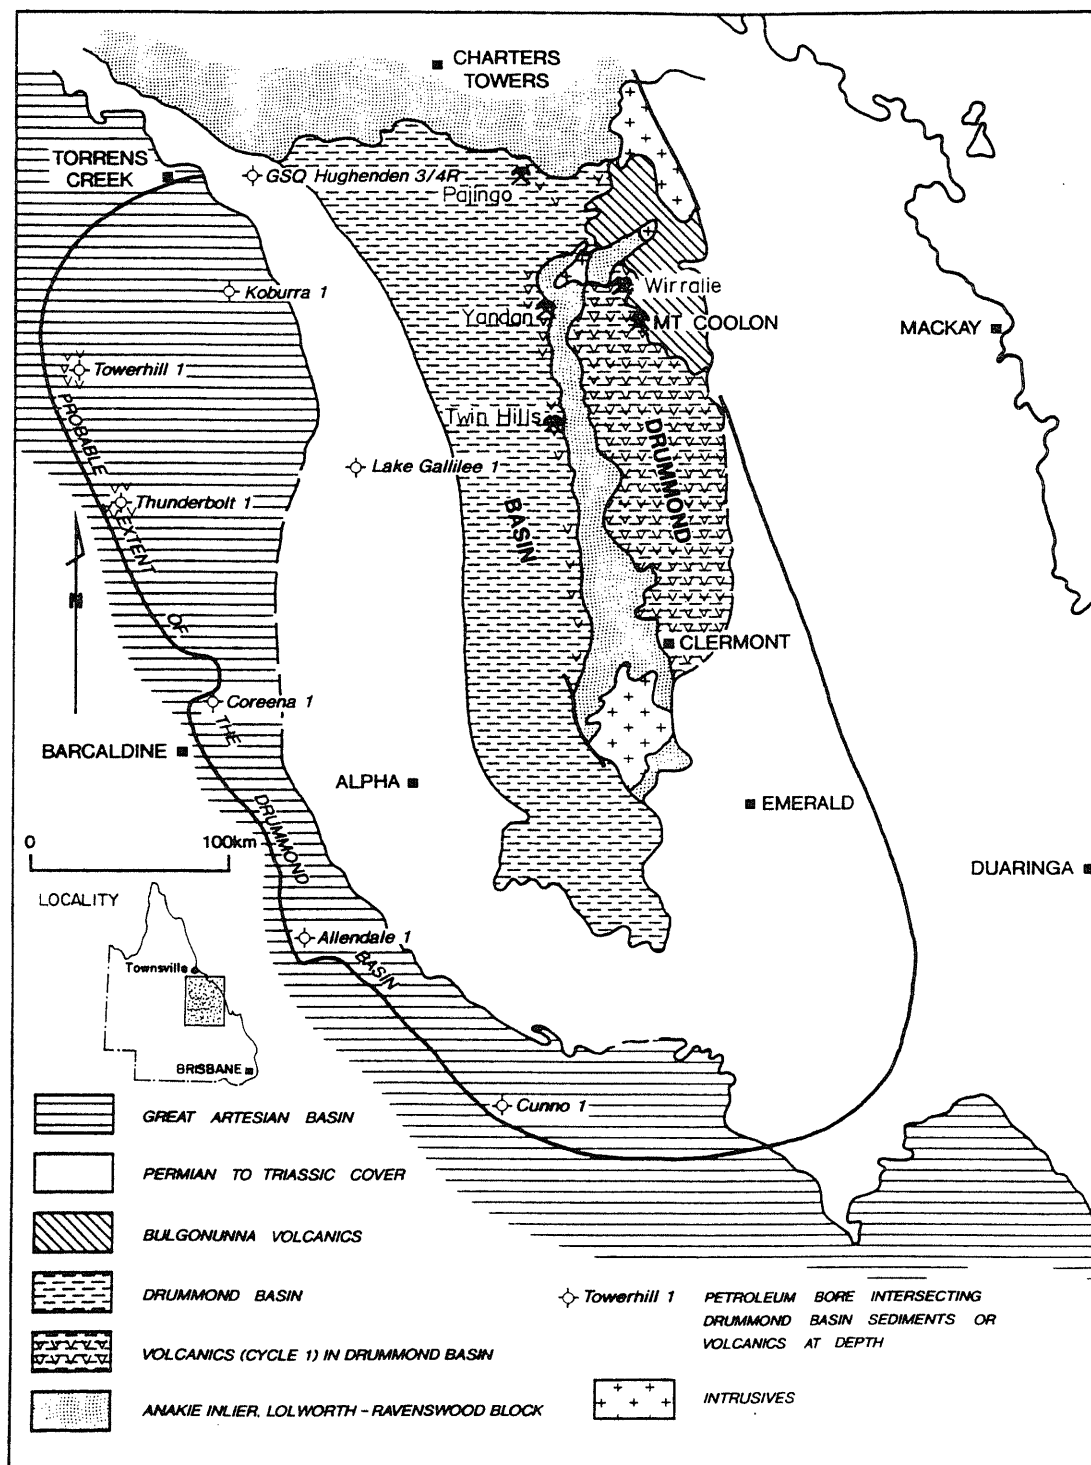 CHARTERS
TOWERS
TORRENS
CREEK
GSQ Hughenden 3/4R
Pajingo
Koburra 1
Wirralie
Yandan
MT COOLON
MACKAY
Towerhill 1
Twin Hills
Lake Gallilee 1
Thunderbolt 1
DRUMMOND
BASIN
PROBABLE
EXTENT
OF
THE
DRUMMOND
BASIN
N
CLERMONT
Coreena 1
BARCALDINE
ALPHA
EMERALD
0 100km
DUARINGA
LOCALITY
Townsville
BRISBANE
Allendale 1
Cunno 1
GREAT ARTESIAN BASIN
PERMIAN TO TRIASSIC COVER
BULGONUNNA VOLCANICS
DRUMMOND BASIN
VOLCANICS (CYCLE 1) IN DRUMMOND BASIN
ANAKIE INLIER, LOLWORTH - RAVENSWOOD BLOCK
Towerhill 1 PETROLEUM BORE INTERSECTING
DRUMMOND BASIN SEDIMENTS OR
VOLCANICS AT DEPTH
INTRUSIVES